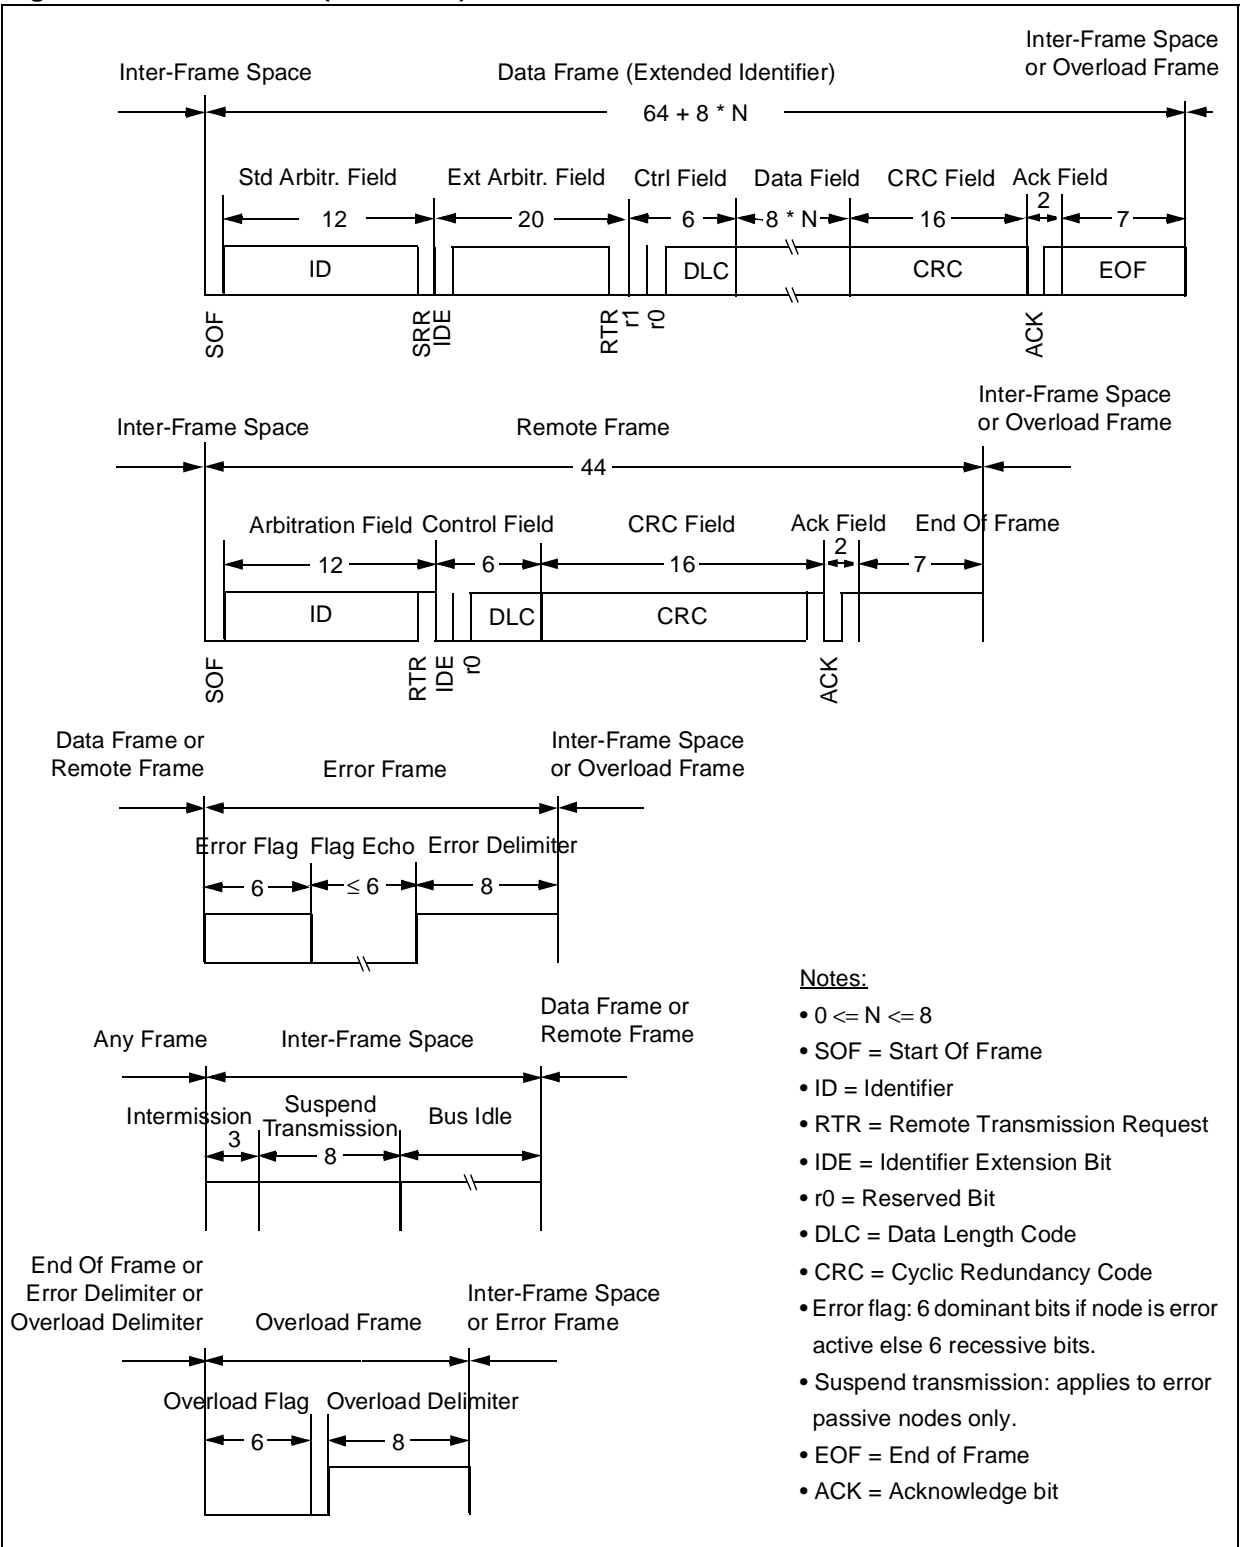 Inter-Frame Space
or Overload Frame
Inter-Frame Space
Data Frame (Extended Identifier)
64 + 8 * N
Std Arbitr. Field
Ext Arbitr. Field
Ctrl Field
Data Field
CRC Field
Ack Field
12
20
6
8 * N
16
2
7
ID
DLC
CRC
EOF
SOF
SRR
IDE
RTR
r1
r0
ACK
Inter-Frame Space
or Overload Frame
Inter-Frame Space
Remote Frame
44
Arbitration Field
Control Field
CRC Field
Ack Field
End Of Frame
12
6
16
2
7
ID
DLC
CRC
SOF
RTR
IDE
r0
ACK
Data Frame or
Remote Frame
Error Frame
Inter-Frame Space
or Overload Frame
Error Flag
Flag Echo
Error Delimiter
6
≤ 6
8
Any Frame
Inter-Frame Space
Data Frame or
Remote Frame
Intermission
Suspend
Transmission
Bus Idle
3
8
End Of Frame or
Error Delimiter or
Overload Delimiter
Overload Frame
Inter-Frame Space
or Error Frame
Overload Flag
Overload Delimiter
6
8
Notes:
• 0 <= N <= 8
• SOF = Start Of Frame
• ID = Identifier
• RTR = Remote Transmission Request
• IDE = Identifier Extension Bit
• r0 = Reserved Bit
• DLC = Data Length Code
• CRC = Cyclic Redundancy Code
• Error flag: 6 dominant bits if node is error
active else 6 recessive bits.
• Suspend transmission: applies to error
passive nodes only.
• EOF = End of Frame
• ACK = Acknowledge bit